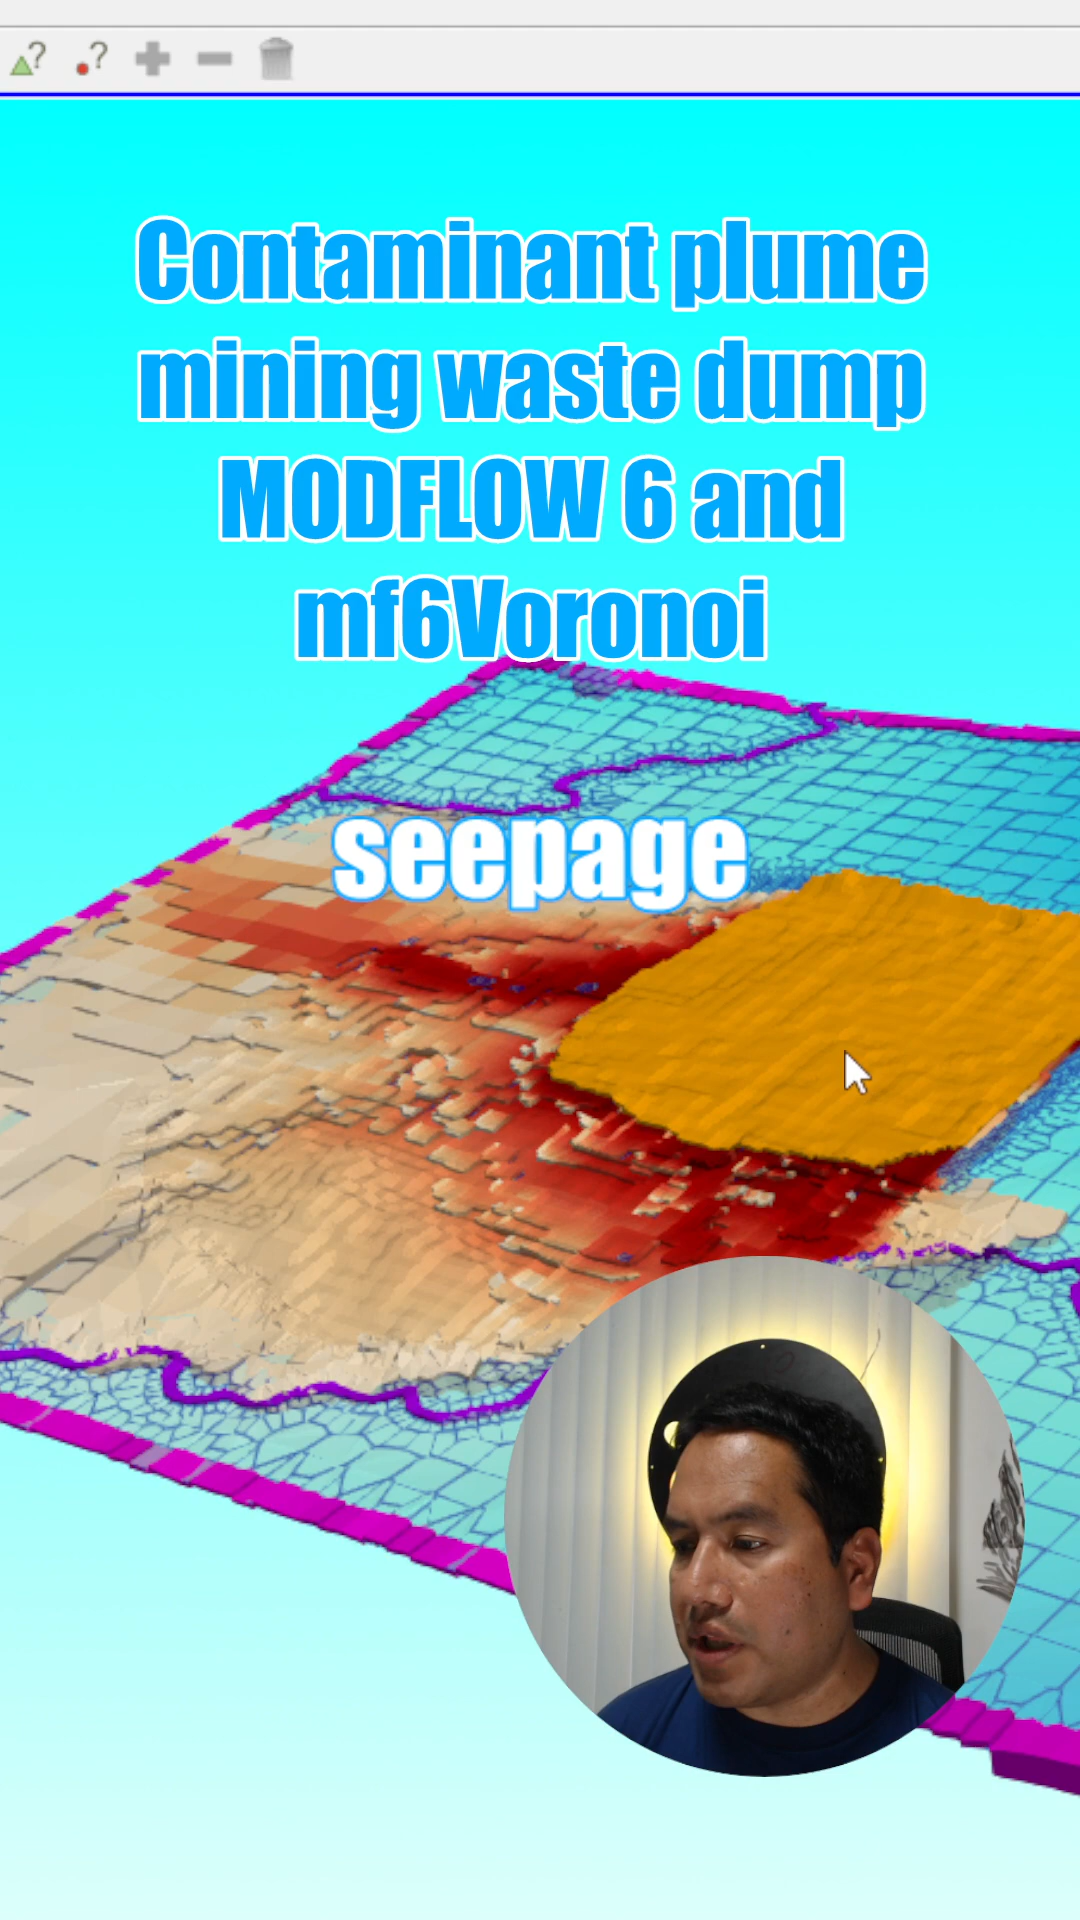 Contaminant plume
mining waste dump
MODFLOW 6 and
mf6Voronoi
seepage